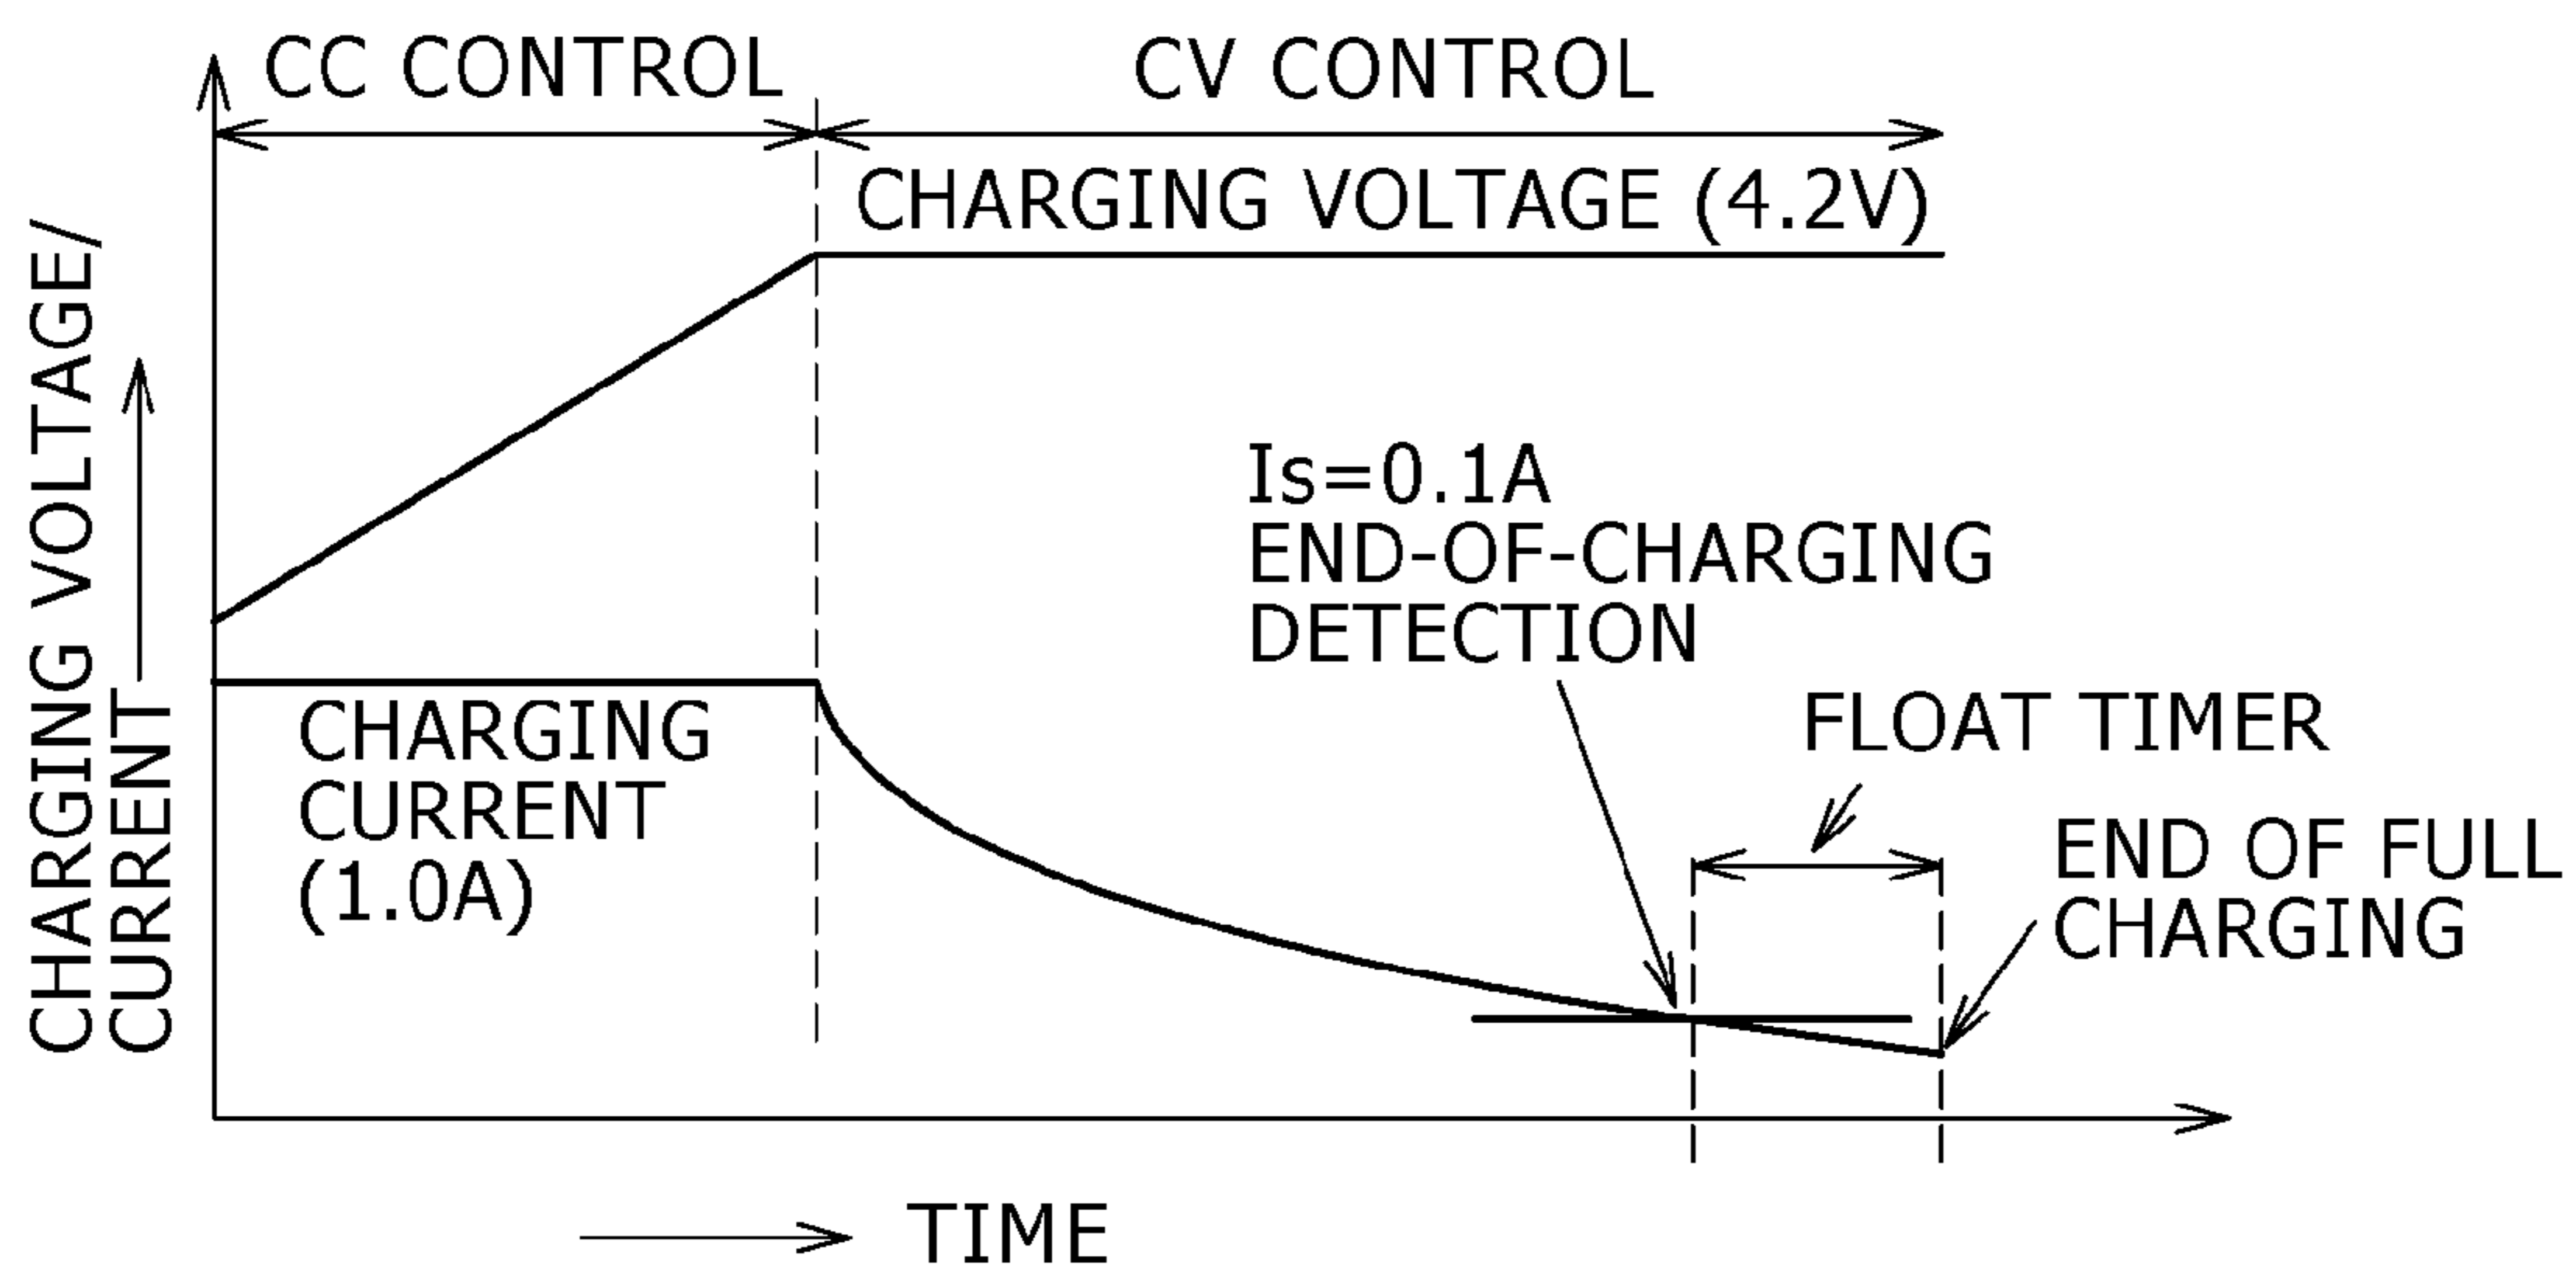 CC CONTROL
CV CONTROL
CHARGING VOLTAGE (4.2V)
CHARGING VOLTAGE/
CURRENT
Is=0.1A
END-OF-CHARGING
DETECTION
CHARGING
CURRENT
(1.0A)
FLOAT TIMER
END OF FULL
CHARGING
TIME